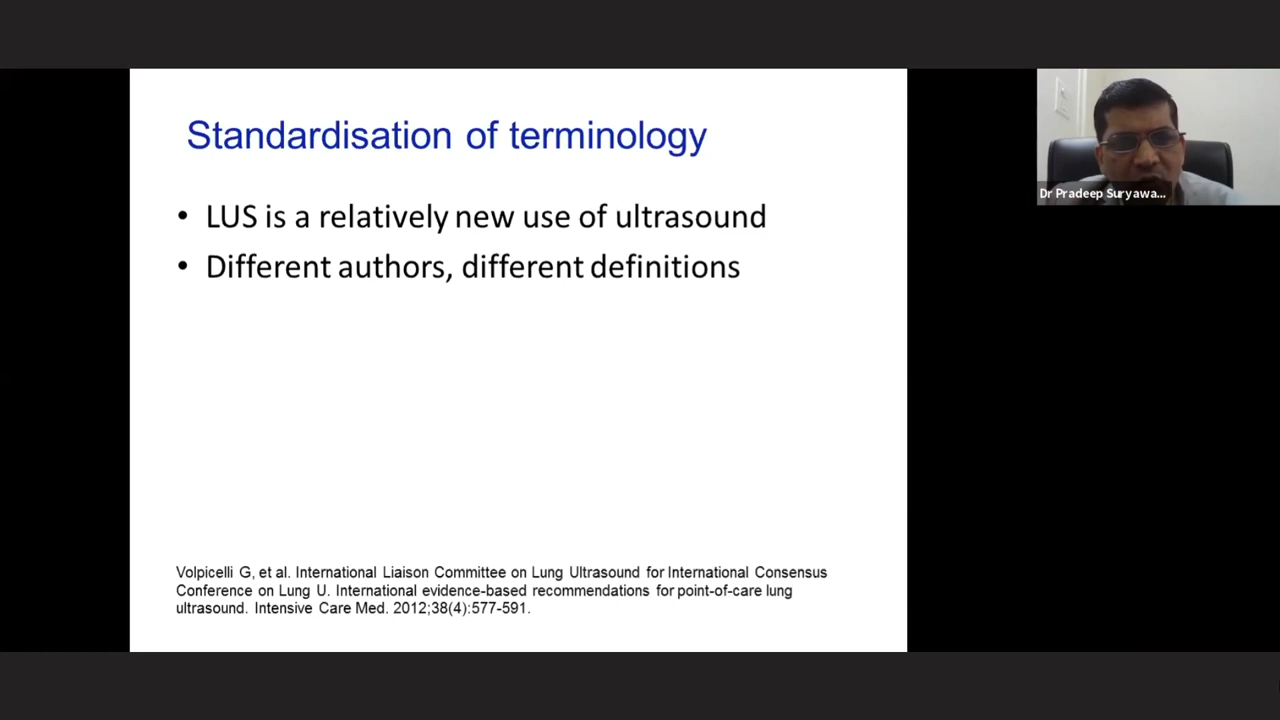 Standardisation of terminology
• LUS is a relatively new use of ultrasound
• Different authors, different definitions
Volpicelli G, et al. International Liaison Committee on Lung Ultrasound for International Consensus
Conference on Lung U. International evidence-based recommendations for point-of-care lung
ultrasound. Intensive Care Med. 2012;38(4):577-591.
Dr Pradeep Suryawa...